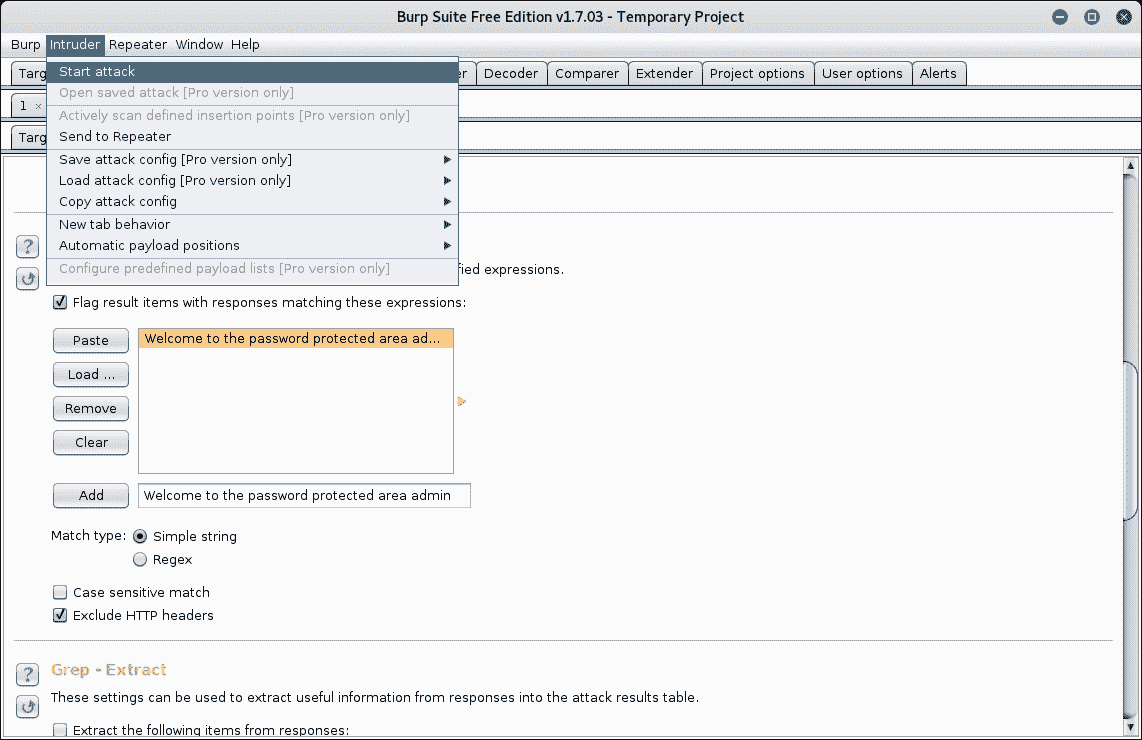 Burp Suite Free Edition v1.7.03 - Temporary Project
Burp Intruder Repeater Window Help
Targ Decoder Comparer Extender Project options User options Alerts
Start attack
Open saved attack [Pro version only]
1 ×
Actively scan defined insertion points [Pro version only]
Targ
Send to Repeater
Save attack config [Pro version only]
Load attack config [Pro version only]
Copy attack config
New tab behavior
Automatic payload positions
Configure predefined payload lists [Pro version only]
fied expressions.
? 
Flag result items with responses matching these expressions:
Paste
Welcome to the password protected area ad...
Load ...
Remove
Clear
Add
Welcome to the password protected area admin
Match type:
Simple string
Regex
Case sensitive match
Exclude HTTP headers
?
Grep - Extract
These settings can be used to extract useful information from responses into the attack results table.
Extract the following items from responses: